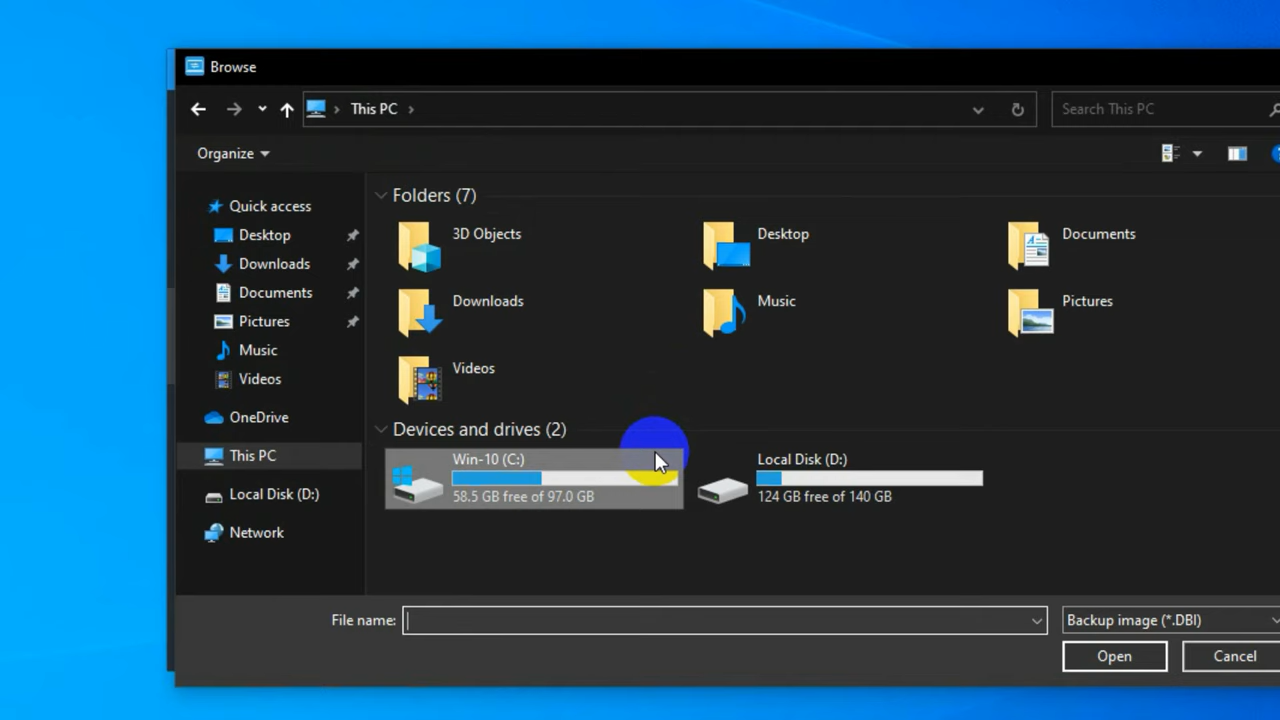 Browse
This PC
Search This PC
Organize
Quick access
Desktop
Downloads
Documents
Pictures
Music
Videos
OneDrive
This PC
Local Disk (D:)
Network
Folders (7)
3D Objects
Desktop
Documents
Downloads
Music
Pictures
Videos
Devices and drives (2)
Win-10 (C:)
58.5 GB free of 97.0 GB
Local Disk (D:)
124 GB free of 140 GB
File name:
Backup image (*.DBI)
Open
Cancel